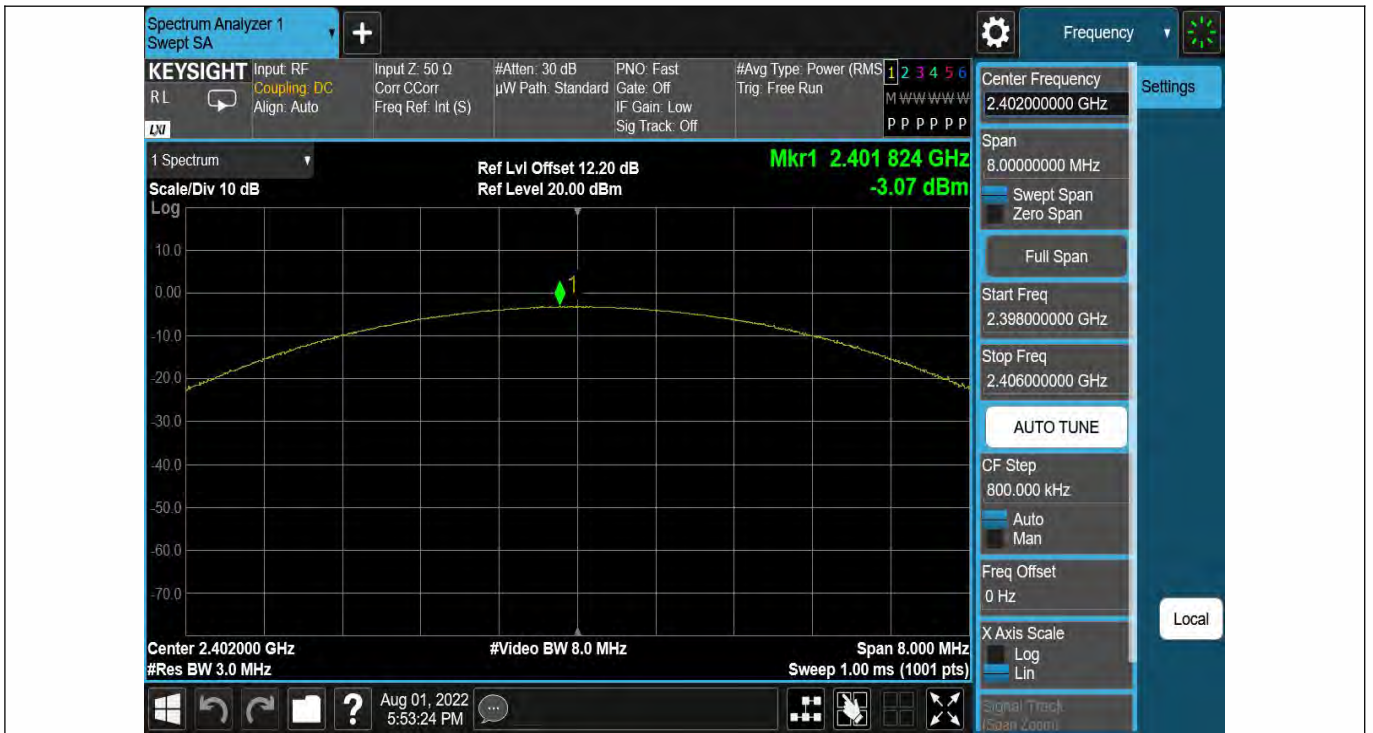 Spectrum Analyzer 1
Swept SA
Frequency
KEYSIGHT
R L
LXI
Input: RF
Coupling: DC
Align: Auto
Input Z: 50 Ω
Corr CCorr
Freq Ref: Int (S)
#Atten: 30 dB
µW Path: Standard
PNO: Fast
Gate: Off
IF Gain: Low
Sig Track: Off
#Avg Type: Power (RMS
Trig: Free Run
1 2 3 4 5 6
M W W W W W
P P P P P P
1 Spectrum
Scale/Div 10 dB
Log
Ref Lvl Offset 12.20 dB
Ref Level 20.00 dBm
Mkr1 2.401 824 GHz
-3.07 dBm
10.0
0.00
-10.0
-20.0
-30.0
-40.0
-50.0
-60.0
-70.0
1
Center 2.402000 GHz
#Res BW 3.0 MHz
#Video BW 8.0 MHz
Span 8.000 MHz
Sweep 1.00 ms (1001 pts)
Center Frequency
2.402000000 GHz
Settings
Span
8.00000000 MHz
Swept Span
Zero Span
Full Span
Start Freq
2.398000000 GHz
Stop Freq
2.406000000 GHz
AUTO TUNE
CF Step
800.000 kHz
Auto
Man
Freq Offset
0 Hz
X Axis Scale
Log
Lin
Signal Track
(Span Zoom)
Local
?
Aug 01, 2022
5:53:24 PM